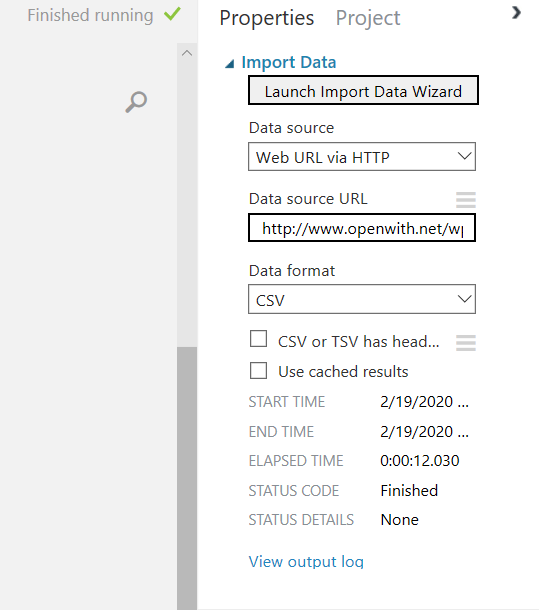 Finished running
Properties Project
Import Data
Launch Import Data Wizard
Data source
Web URL via HTTP
Data source URL
http://www.openwith.net/wp
Data format
CSV
CSV or TSV has head...
Use cached results
START TIME 2/19/2020 ...
END TIME 2/19/2020 ...
ELAPSED TIME 0:00:12.030
STATUS CODE Finished
STATUS DETAILS None
View output log